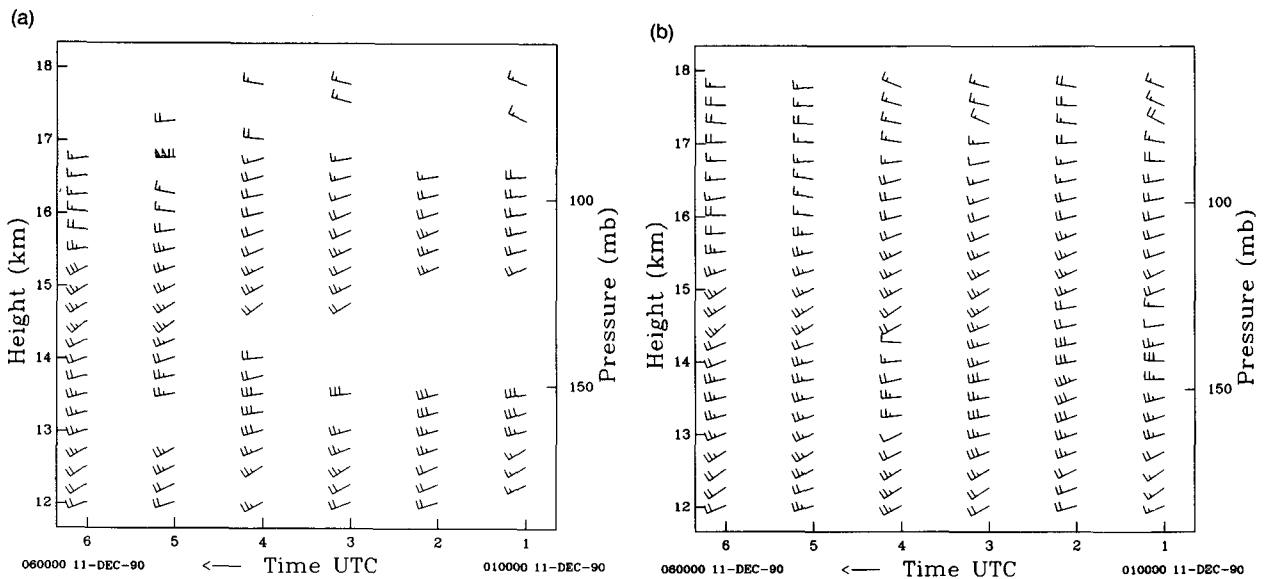 (a)
18
17
16
15
14
13
12
Height (km)
100
150
Pressure (mb)
6 5 4 3 2 1
060000 11-DEC-90 <— Time UTC 010000 11-DEC-90
(b)
18
17
16
15
14
13
12
Height (km)
100
150
Pressure (mb)
6 5 4 3 2 1
060000 11-DEC-90 <— Time UTC 010000 11-DEC-90